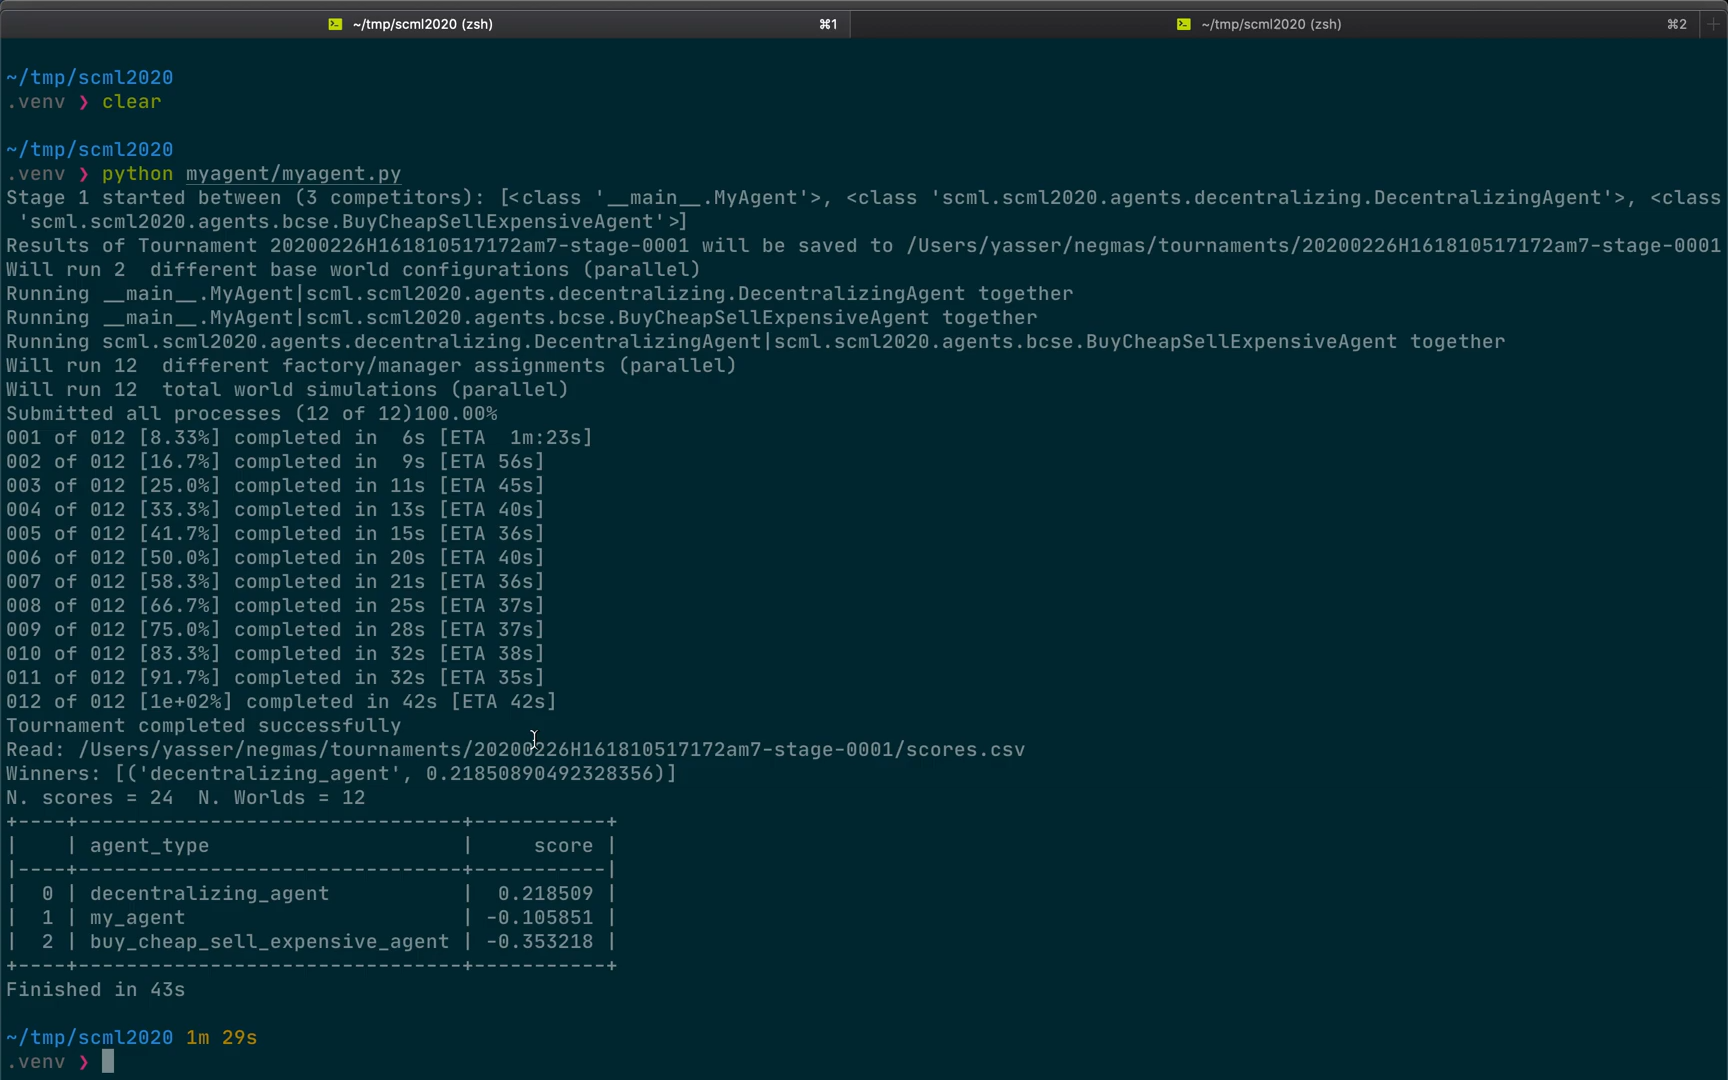 ~/tmp/scml2020 (zsh) ⌘1 ~/tmp/scml2020 (zsh) ⌘2 +
~/tmp/scml2020
.venv ❯ clear
~/tmp/scml2020
.venv ❯ python myagent/myagent.py
Stage 1 started between (3 competitors): [<class '__main__.MyAgent'>, <class 'scml.scml2020.agents.decentralizing.DecentralizingAgent'>, <class
'scml.scml2020.agents.bcse.BuyCheapSellExpensiveAgent'>]
Results of Tournament 20200226H161810517172am7-stage-0001 will be saved to /Users/yasser/negmas/tournaments/20200226H161810517172am7-stage-0001
Will run 2  different base world configurations (parallel)
Running __main__.MyAgent|scml.scml2020.agents.decentralizing.DecentralizingAgent together
Running __main__.MyAgent|scml.scml2020.agents.bcse.BuyCheapSellExpensiveAgent together
Running scml.scml2020.agents.decentralizing.DecentralizingAgent|scml.scml2020.agents.bcse.BuyCheapSellExpensiveAgent together
Will run 12  different factory/manager assignments (parallel)
Will run 12  total world simulations (parallel)
Submitted all processes (12 of 12)100.00%
001 of 012 [8.33%] completed in  6s [ETA  1m:23s]
002 of 012 [16.7%] completed in  9s [ETA 56s]
003 of 012 [25.0%] completed in 11s [ETA 45s]
004 of 012 [33.3%] completed in 13s [ETA 40s]
005 of 012 [41.7%] completed in 15s [ETA 36s]
006 of 012 [50.0%] completed in 20s [ETA 40s]
007 of 012 [58.3%] completed in 21s [ETA 36s]
008 of 012 [66.7%] completed in 25s [ETA 37s]
009 of 012 [75.0%] completed in 28s [ETA 37s]
010 of 012 [83.3%] completed in 32s [ETA 38s]
011 of 012 [91.7%] completed in 32s [ETA 35s]
012 of 012 [1e+02%] completed in 42s [ETA 42s]
Tournament completed successfully
Read: /Users/yasser/negmas/tournaments/20200226H161810517172am7-stage-0001/scores.csv
Winners: [('decentralizing_agent', 0.21850890492328356)]
N. scores = 24  N. Worlds = 12
+----+--------------------------------+-----------+
|    | agent_type                     |     score |
|----+--------------------------------+-----------|
|  0 | decentralizing_agent           |  0.218509 |
|  1 | my_agent                       | -0.105851 |
|  2 | buy_cheap_sell_expensive_agent | -0.353218 |
+----+--------------------------------+-----------+
Finished in 43s
~/tmp/scml2020 1m 29s
.venv ❯